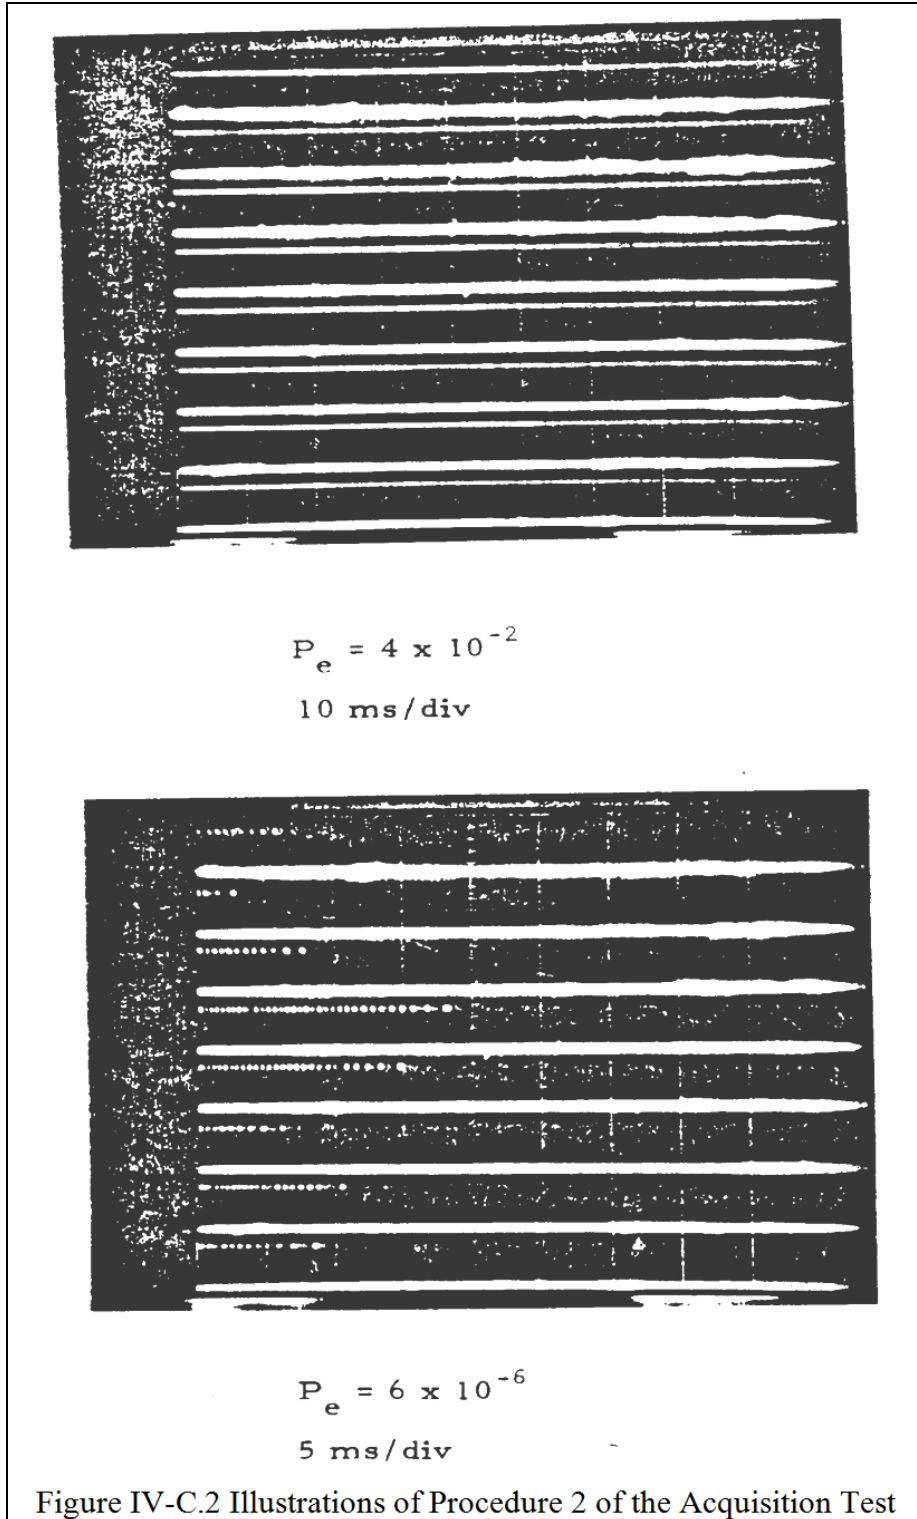 P_e = 4 x 10^-2
10 ms/div
P_e = 6 x 10^-6
5 ms/div
Figure IV-C.2 Illustrations of Procedure 2 of the Acquisition Test